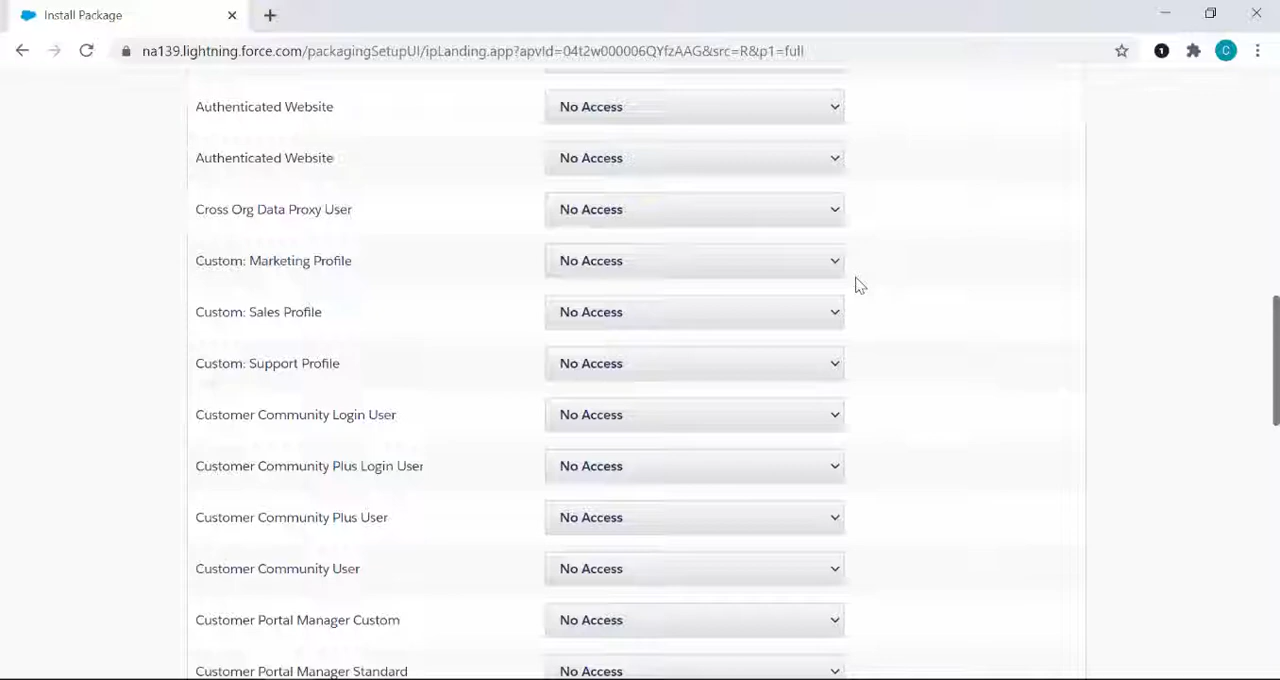 Install Package
na139.lightning.force.com/packagingSetupUI/ipLanding.app?apvId=04t2w000006QYfzAAG&src=R&p1=full
1
C
Authenticated Website No Access
Authenticated Website No Access
Cross Org Data Proxy User No Access
Custom: Marketing Profile No Access
Custom: Sales Profile No Access
Custom: Support Profile No Access
Customer Community Login User No Access
Customer Community Plus Login User No Access
Customer Community Plus User No Access
Customer Community User No Access
Customer Portal Manager Custom No Access
Customer Portal Manager Standard No Access